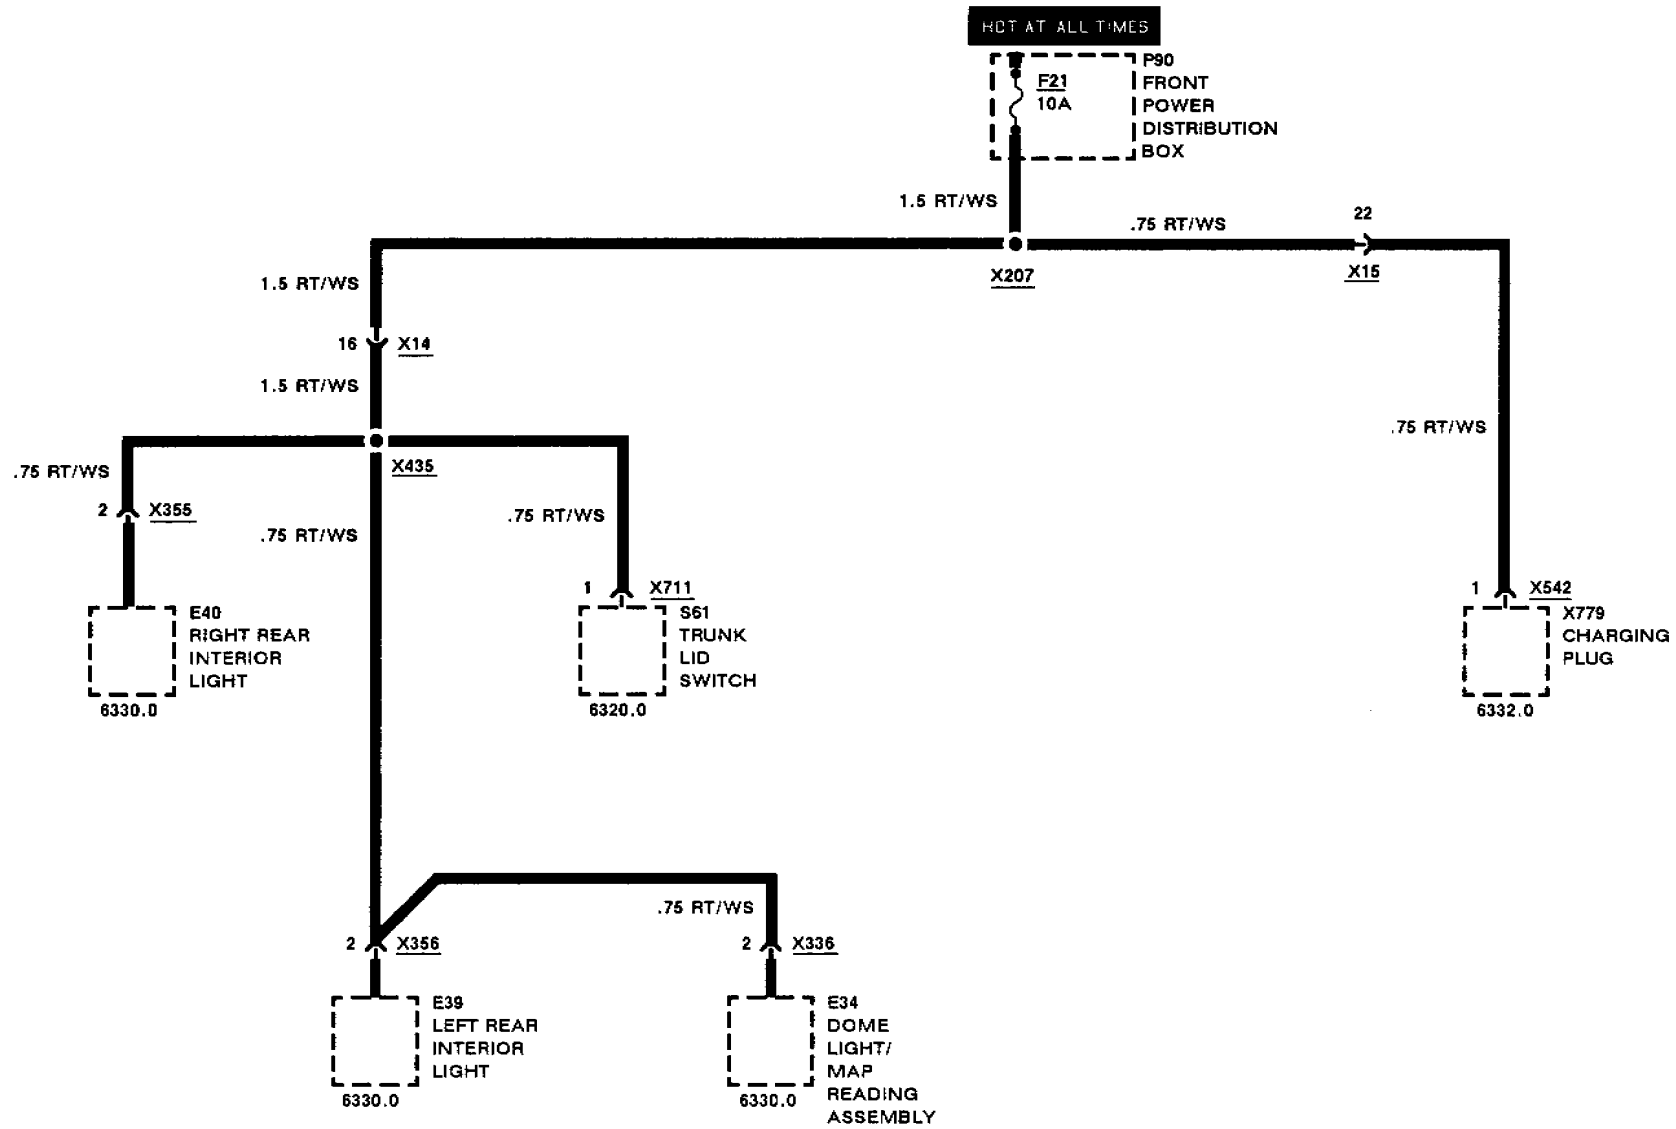 HOT AT ALL TIMES
P90
FRONT
POWER
DISTRIBUTION
BOX
F21
10A
1.5 RT/WS
.75 RT/WS
22
X207
X15
1.5 RT/WS
16
X14
1.5 RT/WS
X435
.75 RT/WS
2
X355
.75 RT/WS
.75 RT/WS
.75 RT/WS
1
X711
1
X542
E40
RIGHT REAR
INTERIOR
LIGHT
6330.0
S61
TRUNK
LID
SWITCH
6320.0
X779
CHARGING
PLUG
6332.0
.75 RT/WS
2
X356
2
X336
E39
LEFT REAR
INTERIOR
LIGHT
6330.0
E34
DOME
LIGHT/
MAP
READING
ASSEMBLY
6330.0